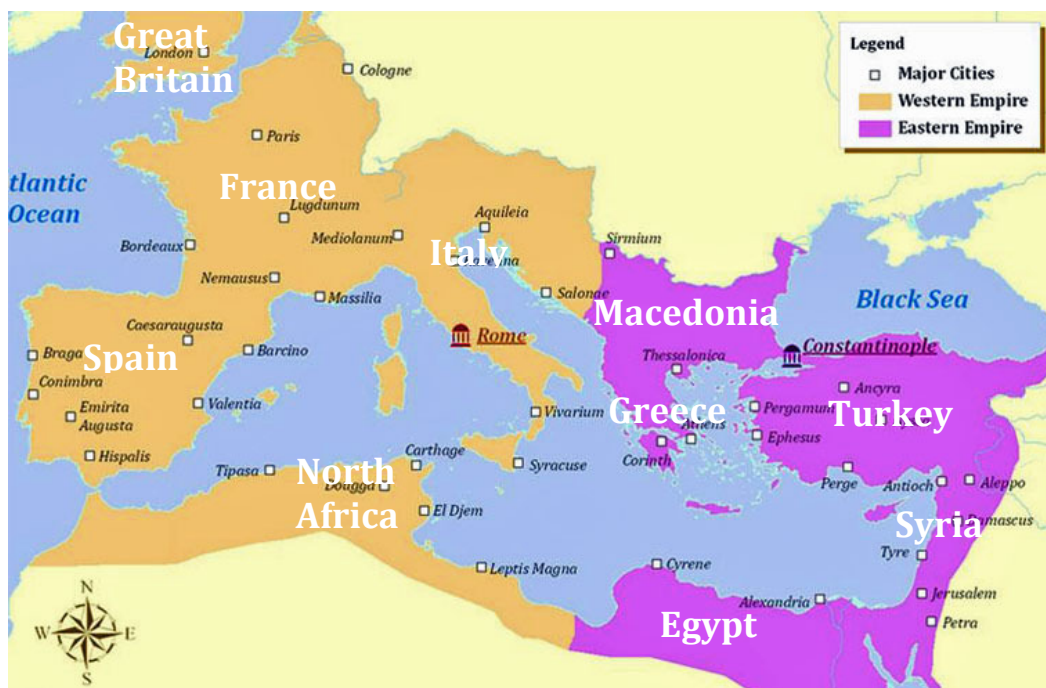 Great
London
Britain
Cologne
Legend
Major Cities
Western Empire
Eastern Empire
Paris
tlantic
Ocean
France
Lugdunum
Bordeaux
Mediolanum
Aquileia
Italy
Sirmium
Nemausus
Massilia
Salonae
Black Sea
Macedonia
Caesaraugusta
Barcino
Rome
Constantinople
Braga
Spain
Thessalonica
Conimbra
Emirita
Augusta
Valentia
Vivarium
Greece
Athens
Pergamum
Ancyra
Turkey
Hispalis
Tipasa
North
Africa
Carthage
Dougga
El Djem
Syracuse
Corinth
Ephesus
Perge
Antioch
Aleppo
Syria
Damascus
Tyre
Leptis Magna
Cyrene
Alexandria
Jerusalem
Petra
Egypt
N
W
E
S